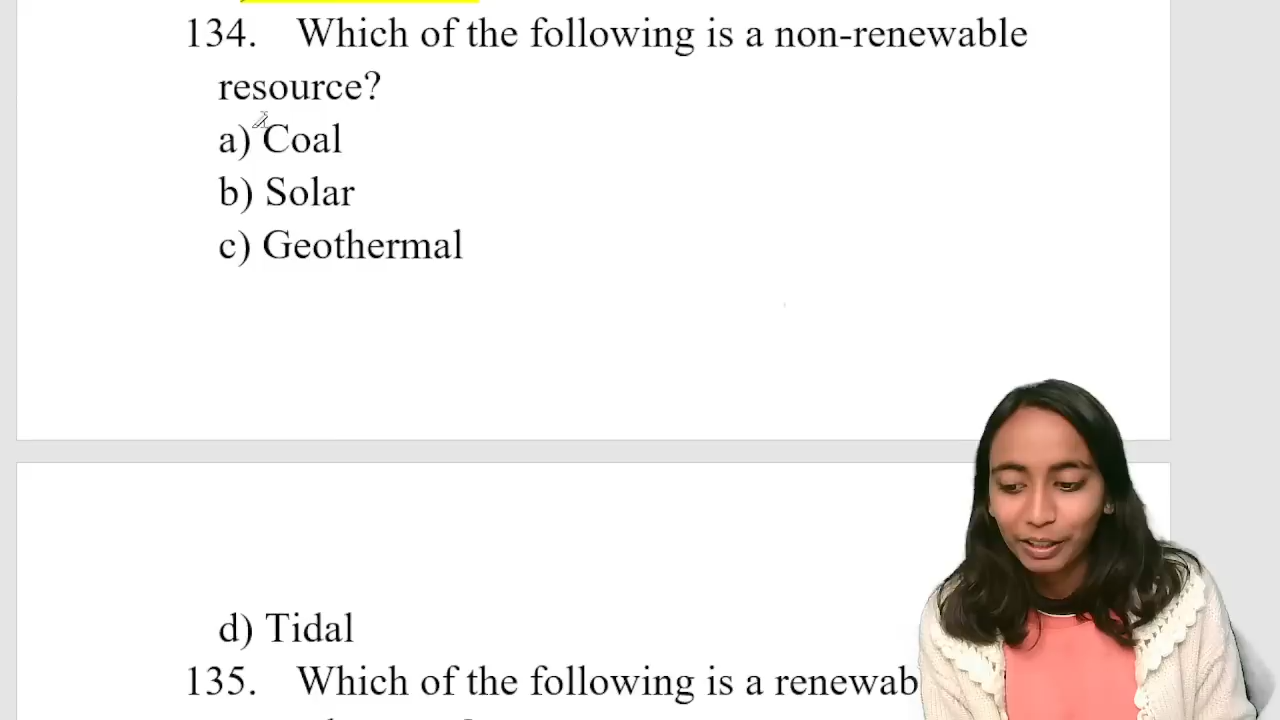 134. Which of the following is a non-renewable
resource?
a) Coal
b) Solar
c) Geothermal
d) Tidal
135. Which of the following is a